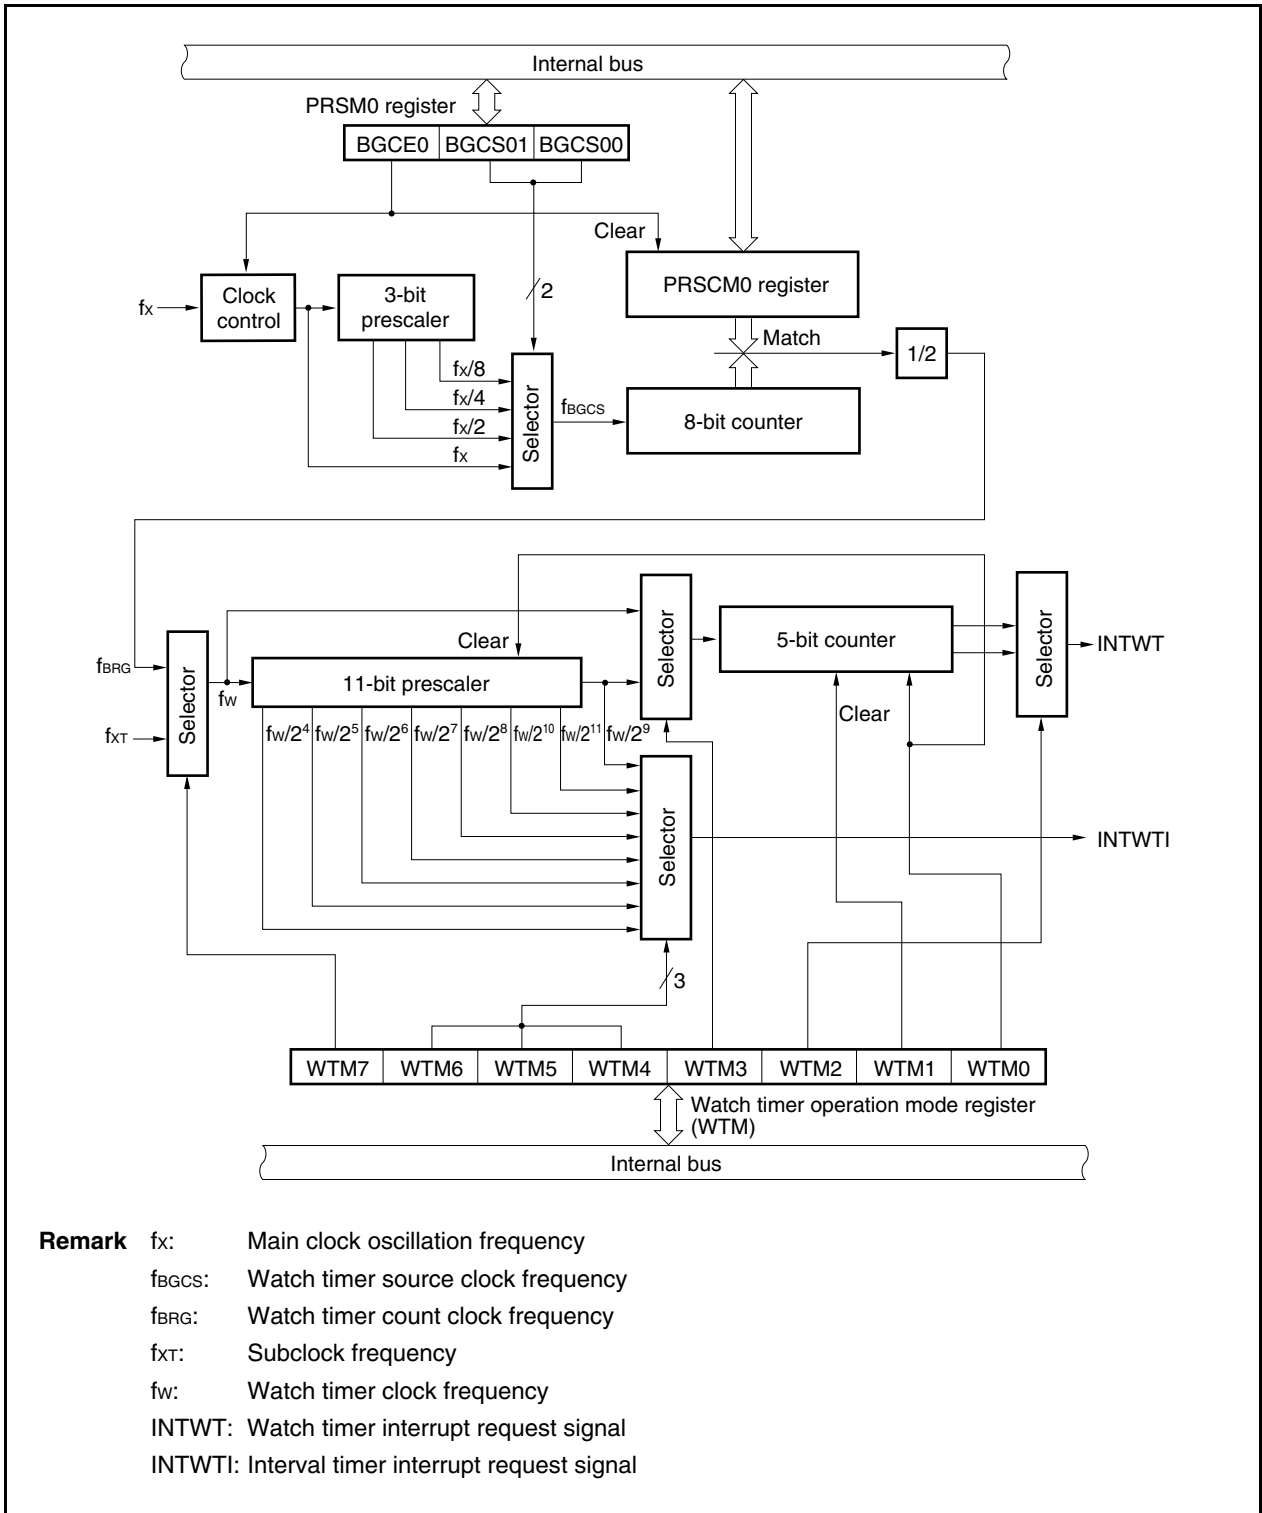 Internal bus
PRSM0 register
BGCE0 BGCS01 BGCS00
Clear
PRSCM0 register
fX
Clock control
3-bit prescaler
2
Match
1/2
fX/8
fX/4
fX/2
fX
Selector
fBGCS
8-bit counter
Selector
5-bit counter
Selector
INTWT
Clear
fBRG
Selector
fW
11-bit prescaler
Clear
fXT
fW/2⁴ fW/2⁵ fW/2⁶ fW/2⁷ fW/2⁸ fW/2¹⁰ fW/2¹¹ fW/2⁹
Selector
INTWTI
3
WTM7 WTM6 WTM5 WTM4 WTM3 WTM2 WTM1 WTM0
Watch timer operation mode register
(WTM)
Internal bus
Remark fX: Main clock oscillation frequency
fBGCS: Watch timer source clock frequency
fBRG: Watch timer count clock frequency
fXT: Subclock frequency
fW: Watch timer clock frequency
INTWT: Watch timer interrupt request signal
INTWTI: Interval timer interrupt request signal